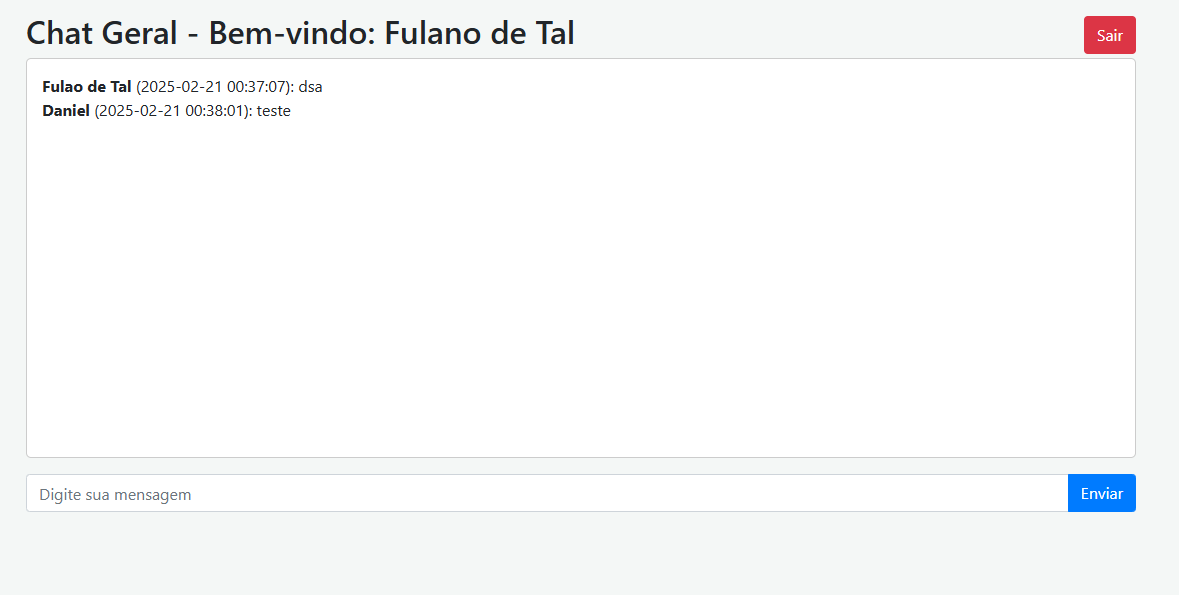 Chat Geral - Bem-vindo: Fulano de Tal
Sair
Fulao de Tal (2025-02-21 00:37:07): dsa
Daniel (2025-02-21 00:38:01): teste
Digite sua mensagem
Enviar